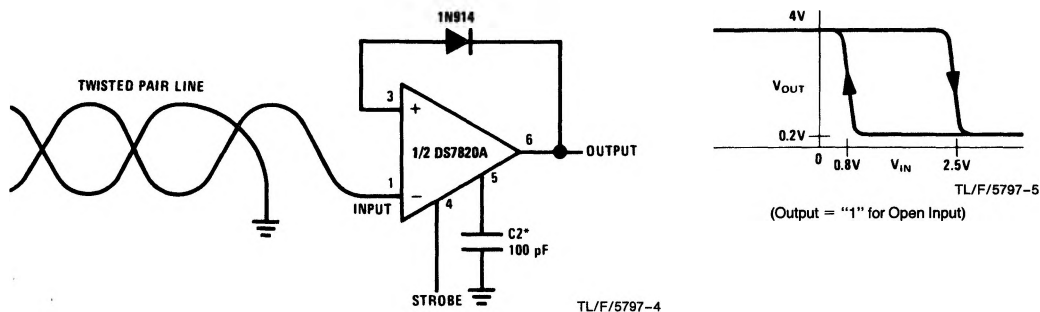 1N914
TWISTED PAIR LINE
3
+
1/2 DS7820A
6
OUTPUT
1
−
INPUT
4
5
C2*
100 pF
STROBE
TL/F/5797–4
4V
VOUT
0.2V
0
0.8V
VIN
2.5V
TL/F/5797–5
(Output = "1" for Open Input)